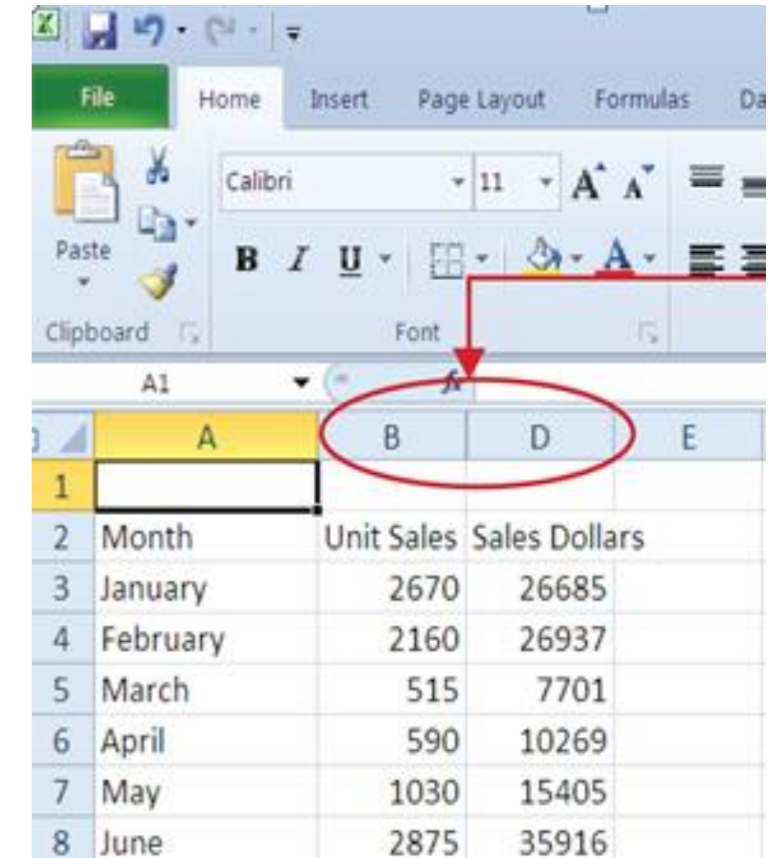 File Home Insert Page Layout Formulas Da
Calibri 11 A A
Paste B I U A
Clipboard Font
A1 fx
A B D E
1
2 Month Unit Sales Sales Dollars
3 January 2670 26685
4 February 2160 26937
5 March 515 7701
6 April 590 10269
7 May 1030 15405
8 June 2875 35916